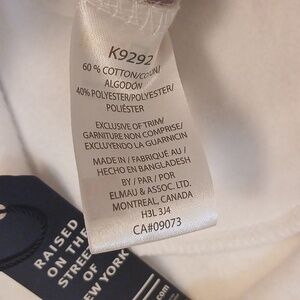 K9292
60 % COTTON/COTON/
ALGODÓN
40% POLYESTER/POLYESTER/
POLIÉSTER
EXCLUSIVE OF TRIM/
GARNITURE NON COMPRISE/
EXCLUYENDO LA GUARNICIN
MADE IN / FABRIQUÉ AU /
HECHO EN BANGLADESH
BY / PAR / POR
ELMAU & ASSOC. LTD.
MONTREAL, CANADA
H3L 3J4
CA#09073
RAISED
ON THE
STREETS
OF
NEW YORK
.com